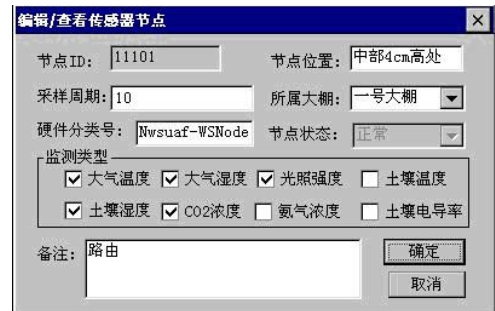 编辑/查看传感器节点
节点ID: 11101 节点位置: 中部4cm高处
采样周期: 10 所属大棚: 一号大棚
硬件分类号: Nwsuaf-WSNode 节点状态: 正常
监测类型
大气温度 大气湿度 光照强度 土壤温度
土壤湿度 CO2浓度 氨气浓度 土壤电导率
备注: 路由 确定
取消